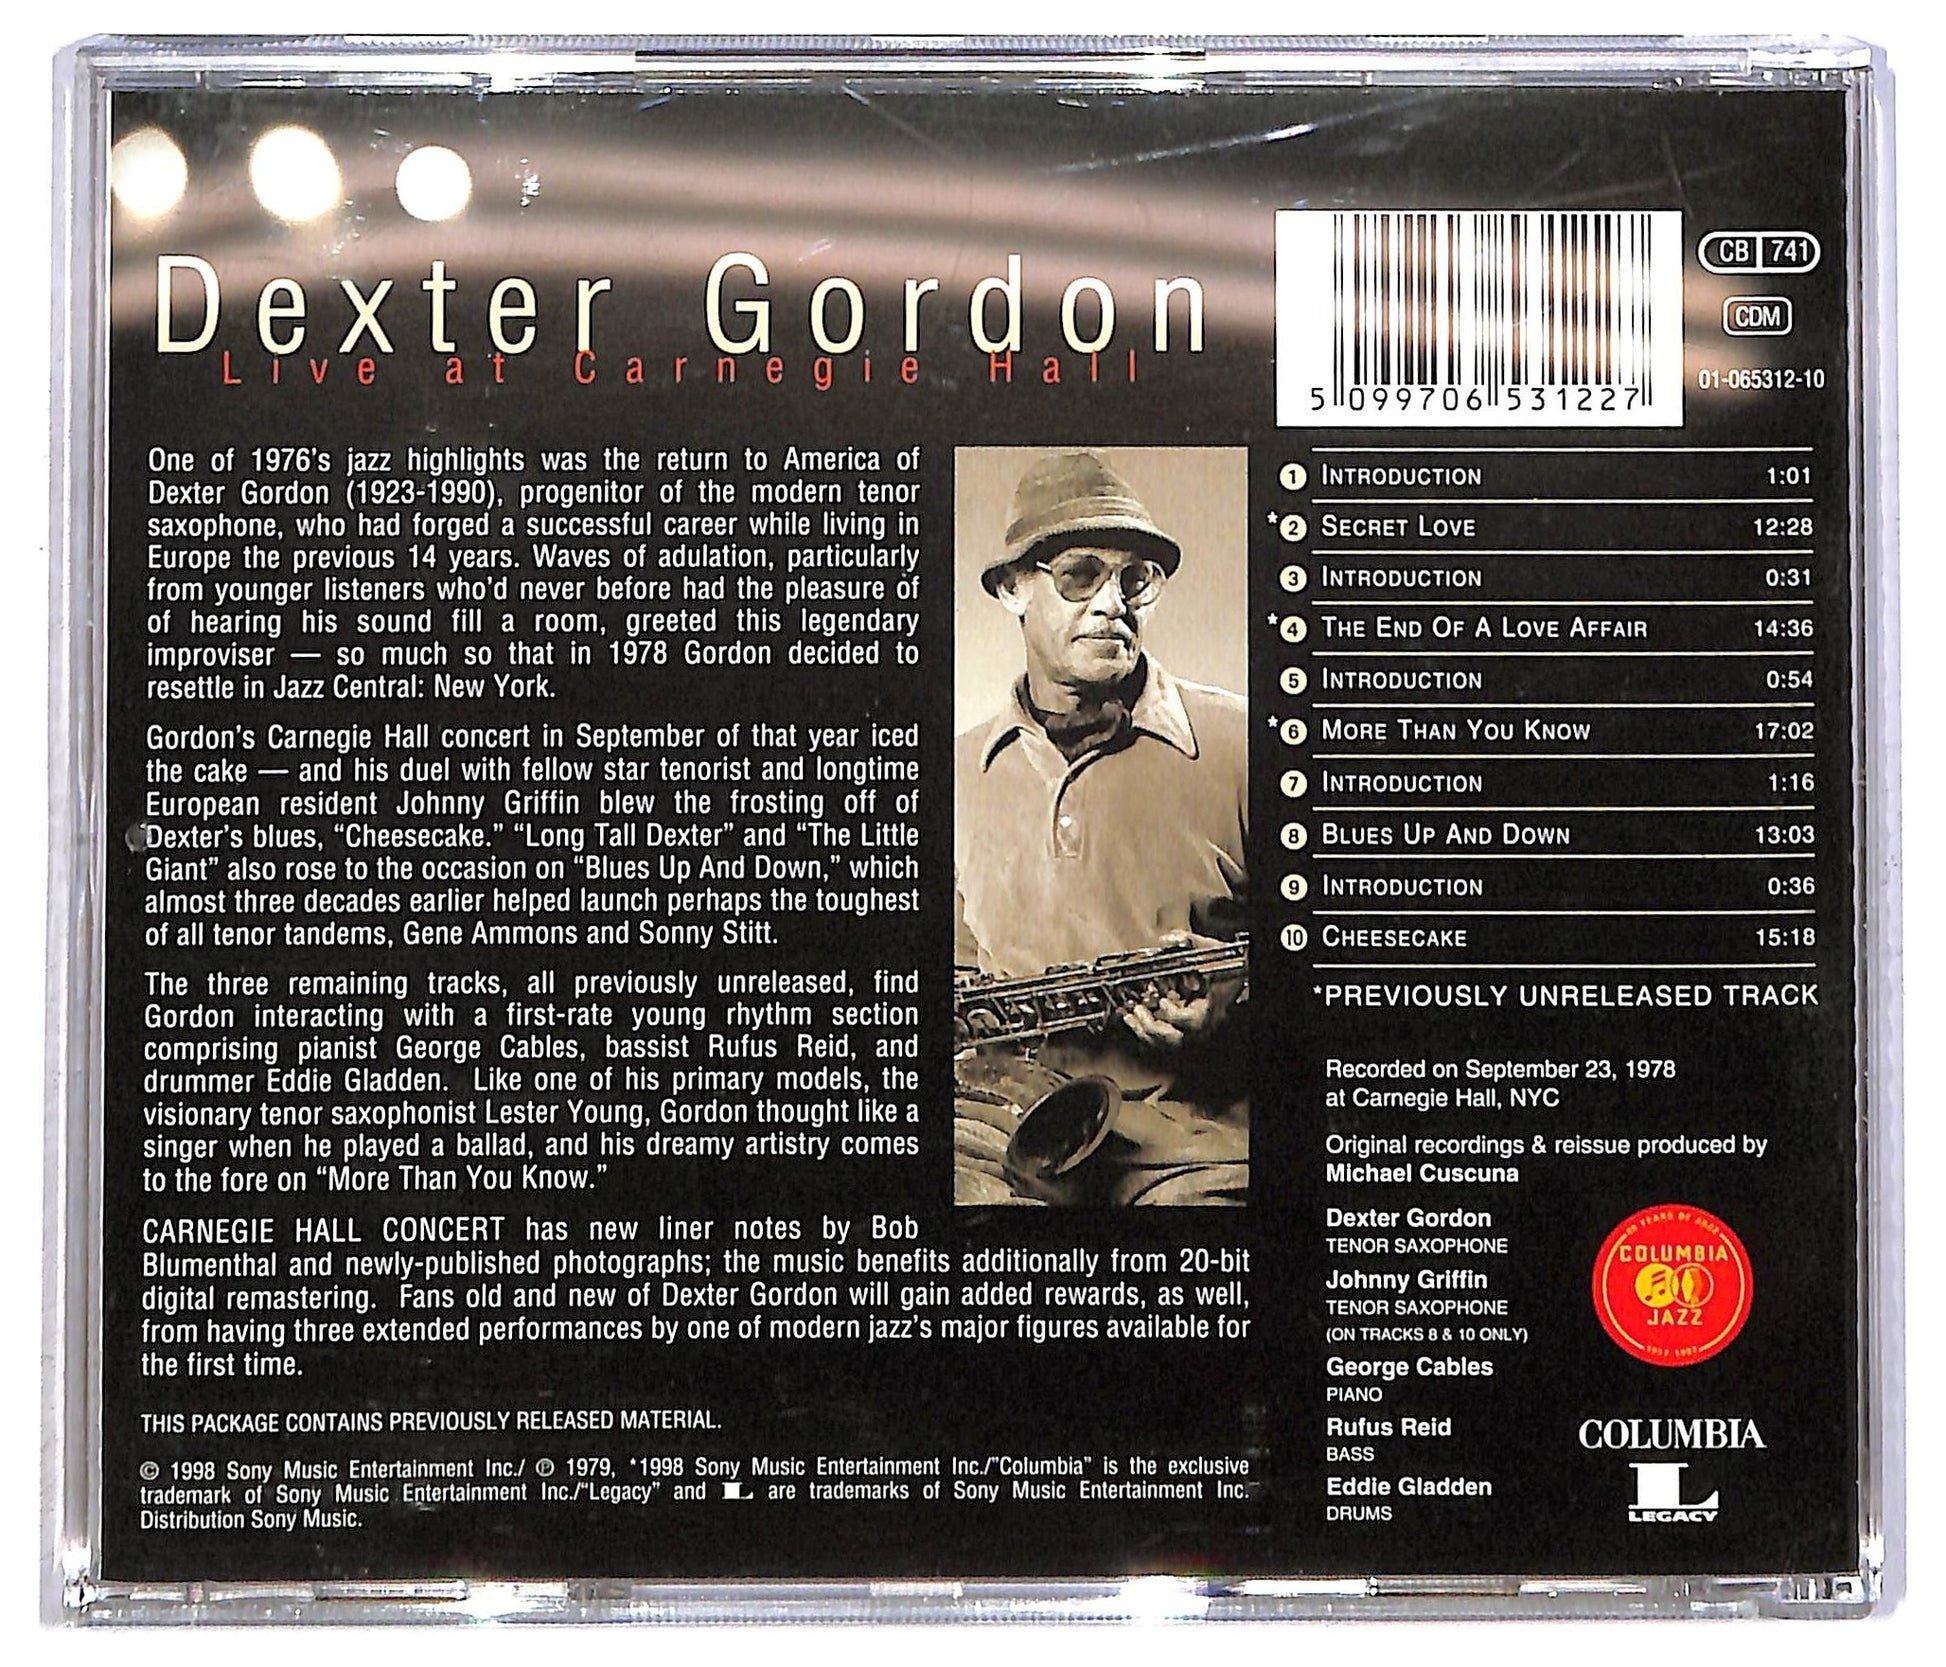 Dexter Gordon
Live at Carnegie Hall
5 099706 531227
CB 741
CDM
01-065312-10
One of 1976's jazz highlights was the return to America of
Dexter Gordon (1923-1990), progenitor of the modern tenor
saxophone, who had forged a successful career while living in
Europe the previous 14 years. Waves of adulation, particularly
from younger listeners who'd never before had the pleasure of
of hearing his sound fill a room, greeted this legendary
improviser — so much so that in 1978 Gordon decided to
resettle in Jazz Central: New York.
Gordon's Carnegie Hall concert in September of that year iced
the cake — and his duel with fellow star tenorist and longtime
European resident Johnny Griffin blew the frosting off of
Dexter's blues, “Cheesecake.” “Long Tall Dexter” and “The Little
Giant” also rose to the occasion on “Blues Up And Down,” which
almost three decades earlier helped launch perhaps the toughest
of all tenor tandems, Gene Ammons and Sonny Stitt.
The three remaining tracks, all previously unreleased, find
Gordon interacting with a first-rate young rhythm section
comprising pianist George Cables, bassist Rufus Reid, and
drummer Eddie Gladden. Like one of his primary models, the
visionary tenor saxophonist Lester Young, Gordon thought like a
singer when he played a ballad, and his dreamy artistry comes
to the fore on “More Than You Know.”
CARNEGIE HALL CONCERT has new liner notes by Bob
Blumenthal and newly-published photographs; the music benefits additionally from 20-bit
digital remastering. Fans old and new of Dexter Gordon will gain added rewards, as well,
from having three extended performances by one of modern jazz's major figures available for
the first time.
THIS PACKAGE CONTAINS PREVIOUSLY RELEASED MATERIAL.
© 1998 Sony Music Entertainment Inc./ ℗ 1979, *1998 Sony Music Entertainment Inc./"Columbia" is the exclusive
trademark of Sony Music Entertainment Inc./“Legacy” and L are trademarks of Sony Music Entertainment Inc.
Distribution Sony Music.
1 INTRODUCTION 1:01
*2 SECRET LOVE 12:28
3 INTRODUCTION 0:31
*4 THE END OF A LOVE AFFAIR 14:36
5 INTRODUCTION 0:54
*6 MORE THAN YOU KNOW 17:02
7 INTRODUCTION 1:16
8 BLUES UP AND DOWN 13:03
9 INTRODUCTION 0:36
10 CHEESECAKE 15:18
*PREVIOUSLY UNRELEASED TRACK
Recorded on September 23, 1978
at Carnegie Hall, NYC
Original recordings & reissue produced by
Michael Cuscuna
Dexter Gordon
TENOR SAXOPHONE
Johnny Griffin
TENOR SAXOPHONE
(ON TRACKS 8 & 10 ONLY)
George Cables
PIANO
Rufus Reid
BASS
Eddie Gladden
DRUMS
YEARS OF JAZZ
COLUMBIA
JAZZ
COLUMBIA
L
LEGACY